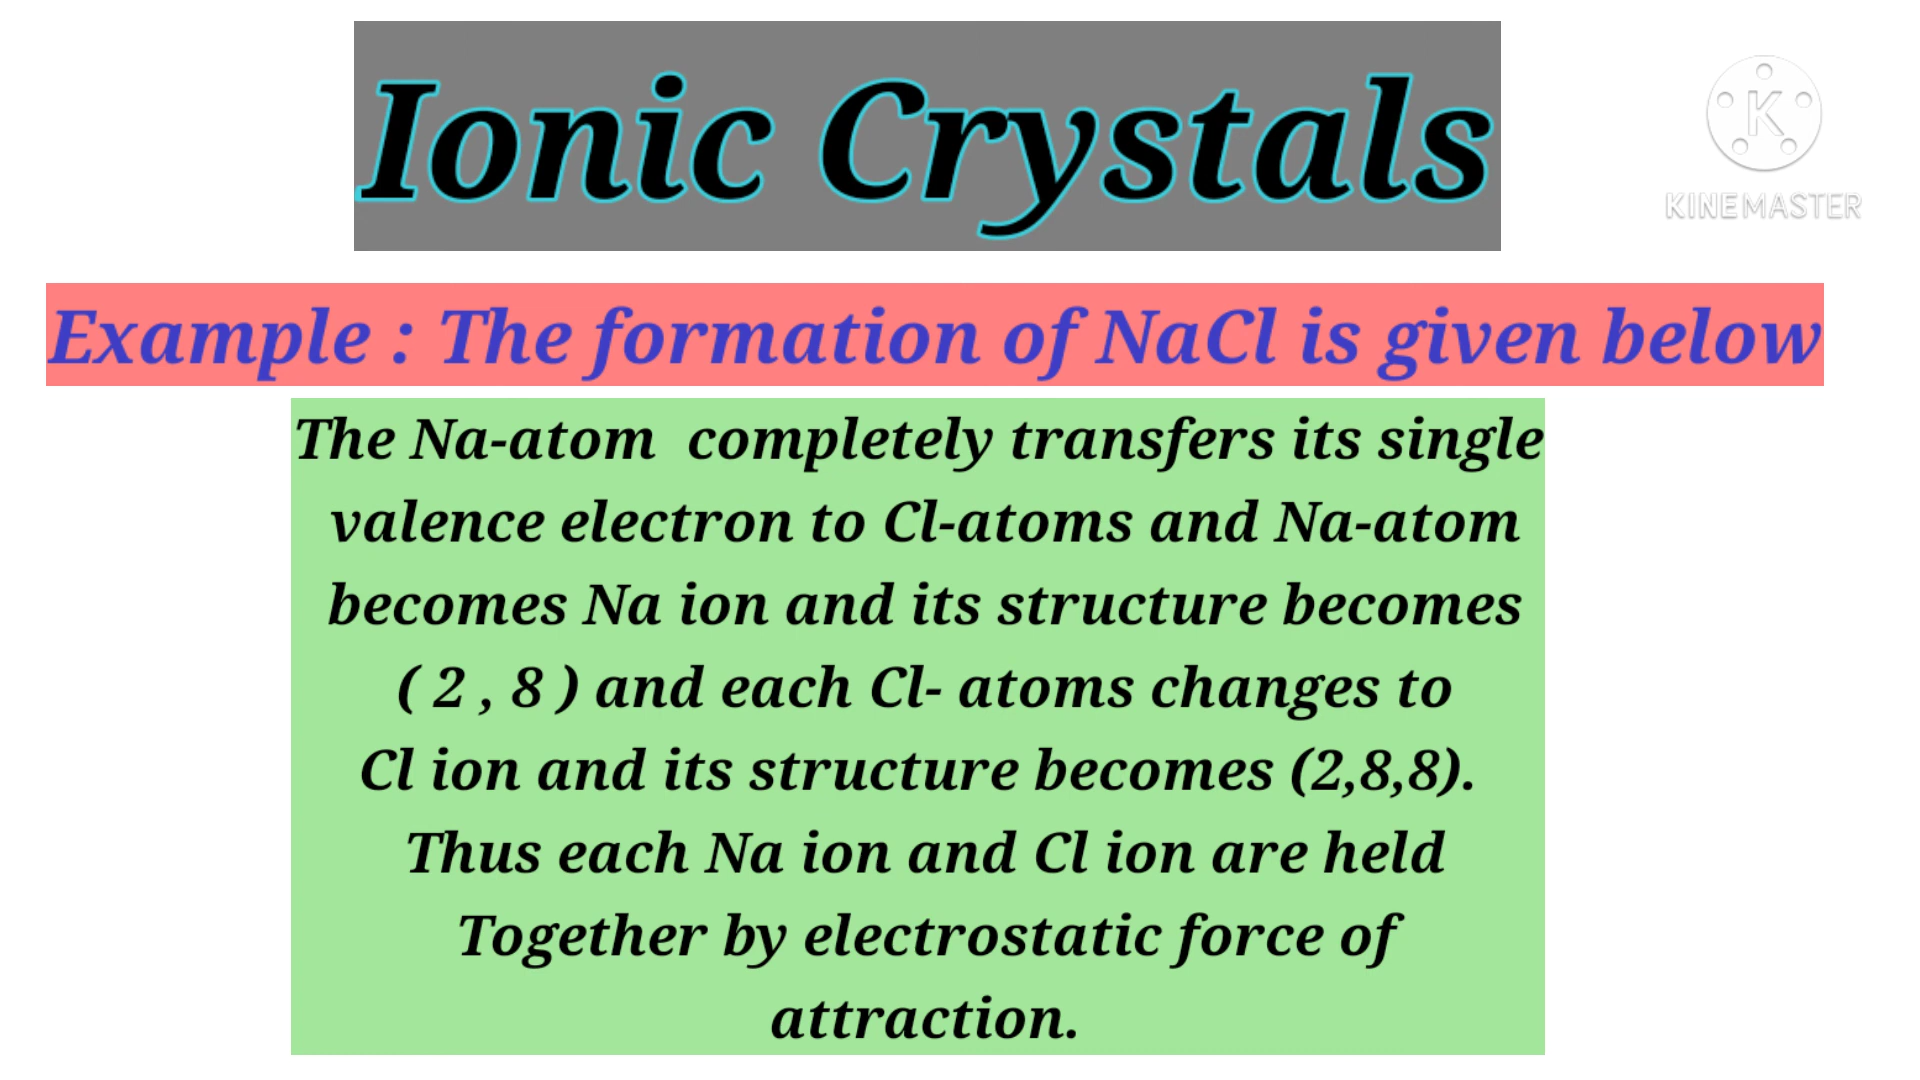 Ionic Crystals
K
KINEMASTER
Example : The formation of NaCl is given below
The Na-atom completely transfers its single
valence electron to Cl-atoms and Na-atom
becomes Na ion and its structure becomes
( 2 , 8 ) and each Cl- atoms changes to
Cl ion and its structure becomes (2,8,8).
Thus each Na ion and Cl ion are held
Together by electrostatic force of
attraction.